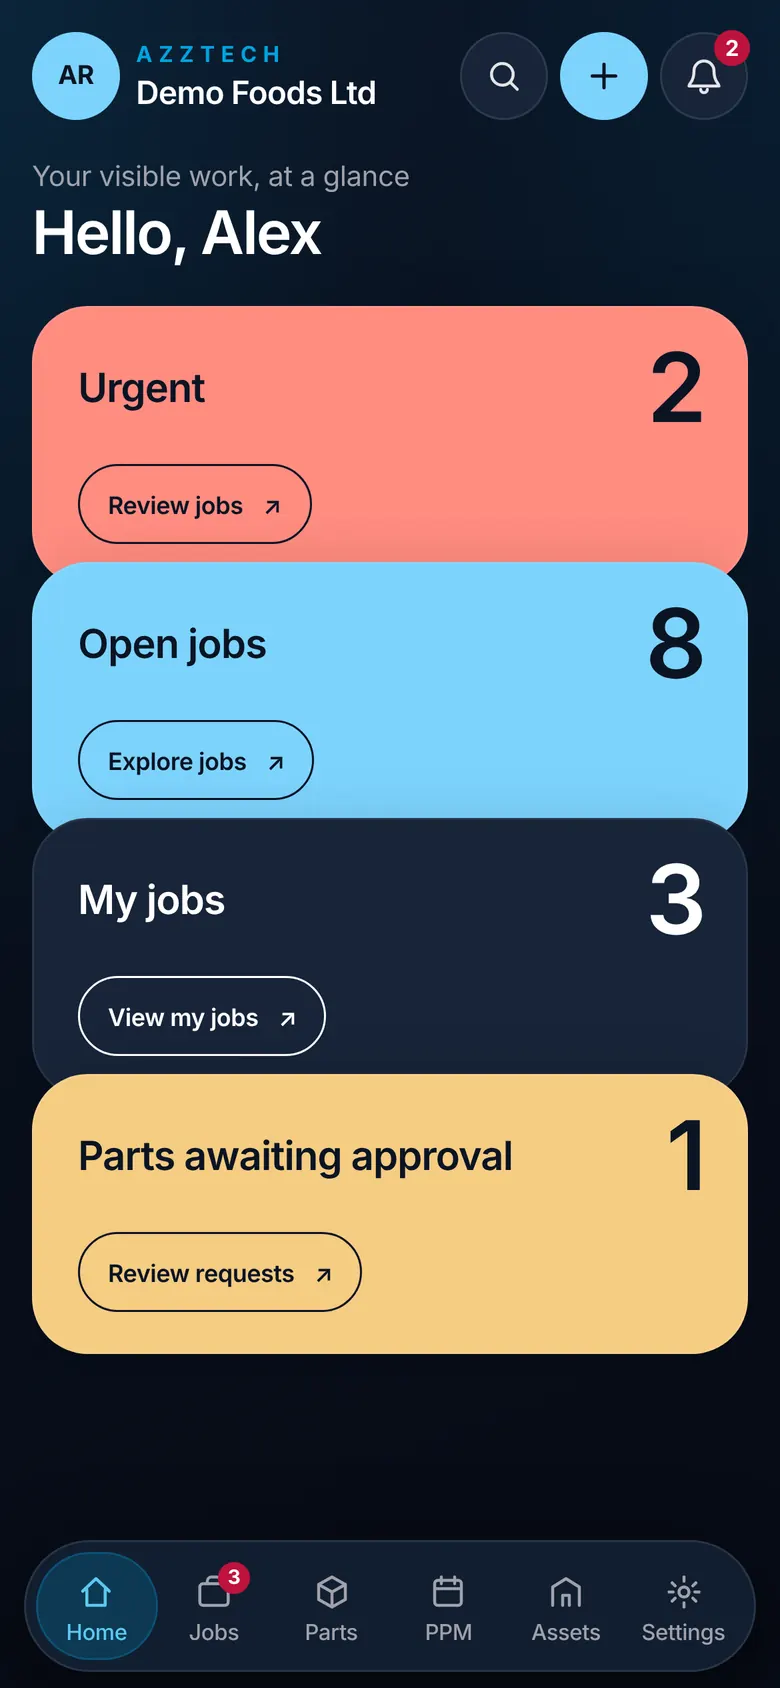 AR
AZZTECH
Demo Foods Ltd
2
Your visible work, at a glance
Hello, Alex
Urgent
2
Review jobs
Open jobs
8
Explore jobs
My jobs
3
View my jobs
Parts awaiting approval
1
Review requests
3
Home
Jobs
Parts
PPM
Assets
Settings